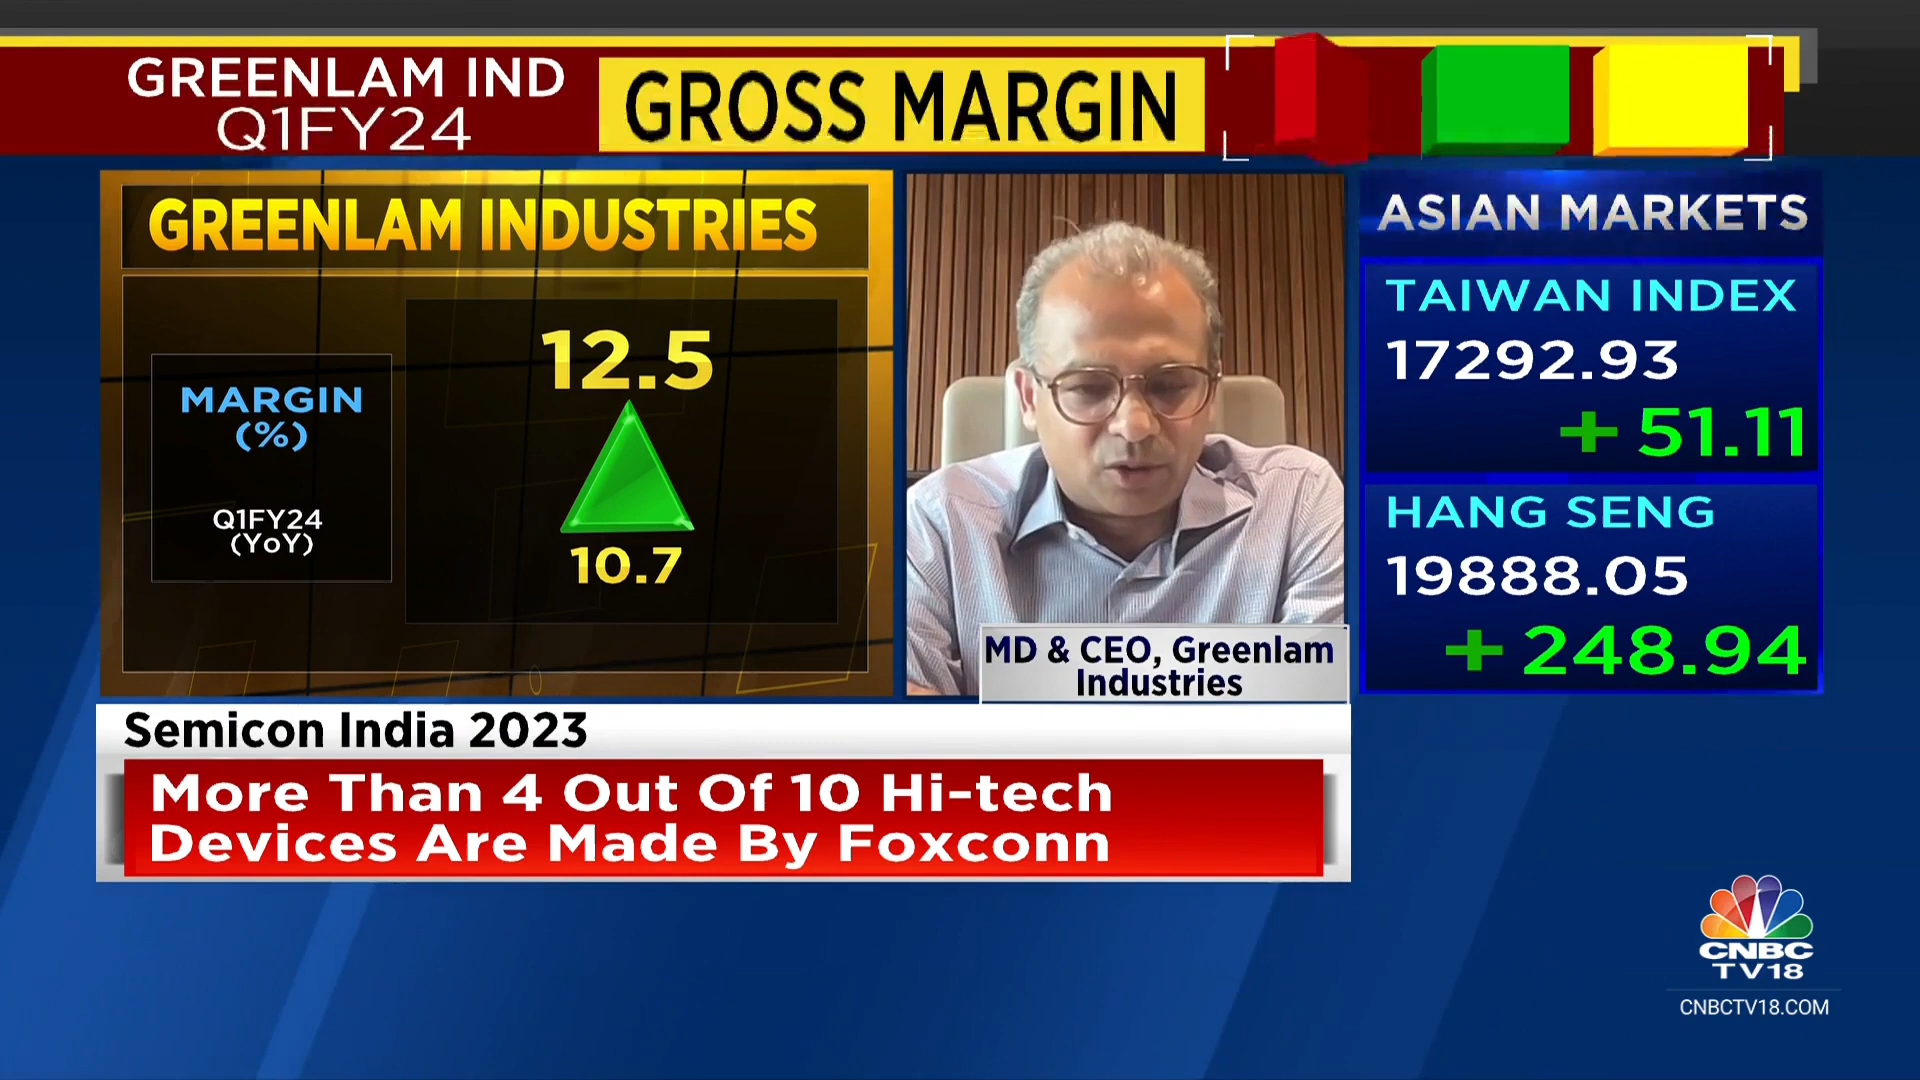 GREENLAM IND
Q1FY24
GROSS MARGIN
GREENLAM INDUSTRIES
MARGIN
(%)
Q1FY24
(YoY)
12.5
10.7
MD & CEO, Greenlam
Industries
ASIAN MARKETS
TAIWAN INDEX
17292.93
+ 51.11
HANG SENG
19888.05
+ 248.94
Semicon India 2023
More Than 4 Out Of 10 Hi-tech
Devices Are Made By Foxconn
CNBC
TV18
CNBCTV18.COM